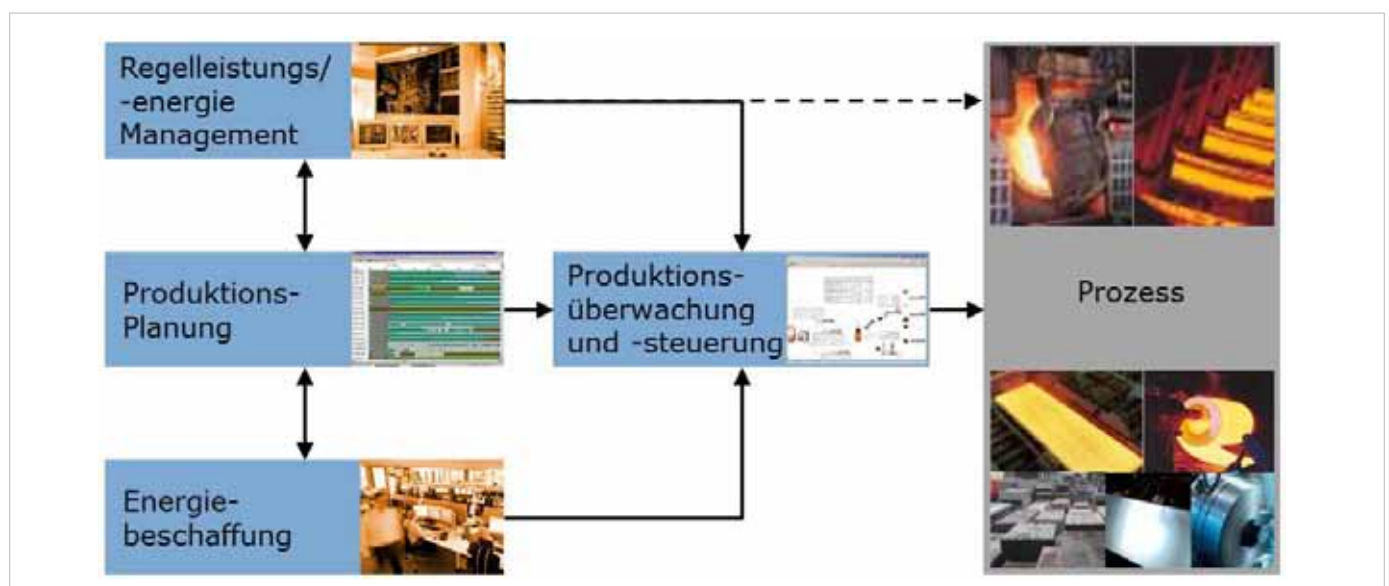 Regelleistungs/
-energie
Management
Produktions-
Planung
Produktions-
überwachung
und -steuerung
Prozess
Energie-
beschaffung